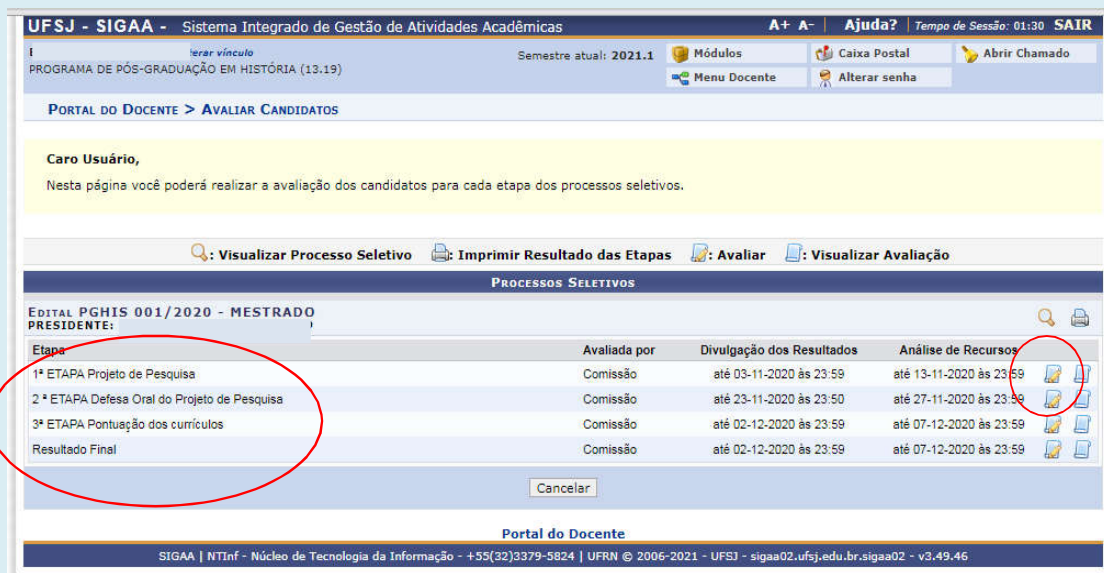 UFSJ - SIGAA - Sistema Integrado de Gestão de Atividades Acadêmicas A+ A- | Ajuda? | Tempo de Sessão: 01:30 SAIR
terar vínculo Semestre atual: 2021.1 Módulos Caixa Postal Abrir Chamado
PROGRAMA DE PÓS-GRADUAÇÃO EM HISTÓRIA (13.19)
Menu Docente Alterar senha
PORTAL DO DOCENTE > AVALIAR CANDIDATOS
Caro Usuário,
Nesta página você poderá realizar a avaliação dos candidatos para cada etapa dos processos seletivos.
: Visualizar Processo Seletivo : Imprimir Resultado das Etapas : Avaliar : Visualizar Avaliação
PROCESSOS SELETIVOS
EDITAL PGHIS 001/2020 - MESTRADO
PRESIDENTE:
Etapa Avaliada por Divulgação dos Resultados Análise de Recursos
1ª ETAPA Projeto de Pesquisa Comissão até 03-11-2020 às 23:59 até 13-11-2020 às 23:59
2 ª ETAPA Defesa Oral do Projeto de Pesquisa Comissão até 23-11-2020 às 23:50 até 27-11-2020 às 23:59
3ª ETAPA Pontuação dos currículos Comissão até 02-12-2020 às 23:59 até 07-12-2020 às 23:59
Resultado Final Comissão até 02-12-2020 às 23:59 até 07-12-2020 às 23:59
Cancelar
Portal do Docente
SIGAA | NTInf - Núcleo de Tecnologia da Informação - +55(32)3379-5824 | UFRN © 2006-2021 - UFSJ - sigaa02.ufsj.edu.br.sigaa02 - v3.49.46